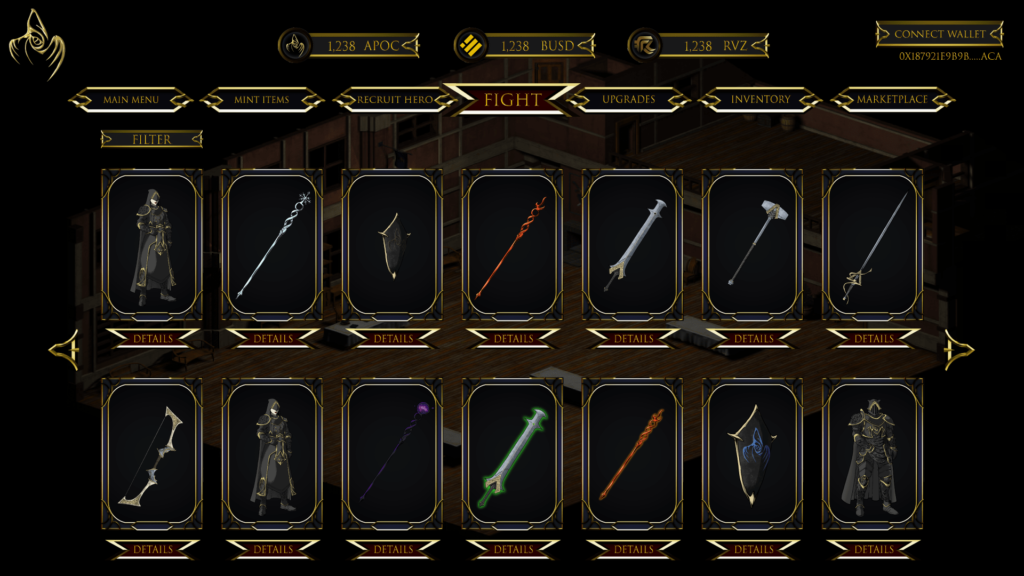 1,238 APOC
1,238 BUSD
1,238 RVZ
CONNECT WALLET
0X187921E9B9B.....ACA
MAIN MENU
MINT ITEMS
RECRUIT HERO
FIGHT
UPGRADES
INVENTORY
MARKETPLACE
FILTER
DETAILS
DETAILS
DETAILS
DETAILS
DETAILS
DETAILS
DETAILS
DETAILS
DETAILS
DETAILS
DETAILS
DETAILS
DETAILS
DETAILS